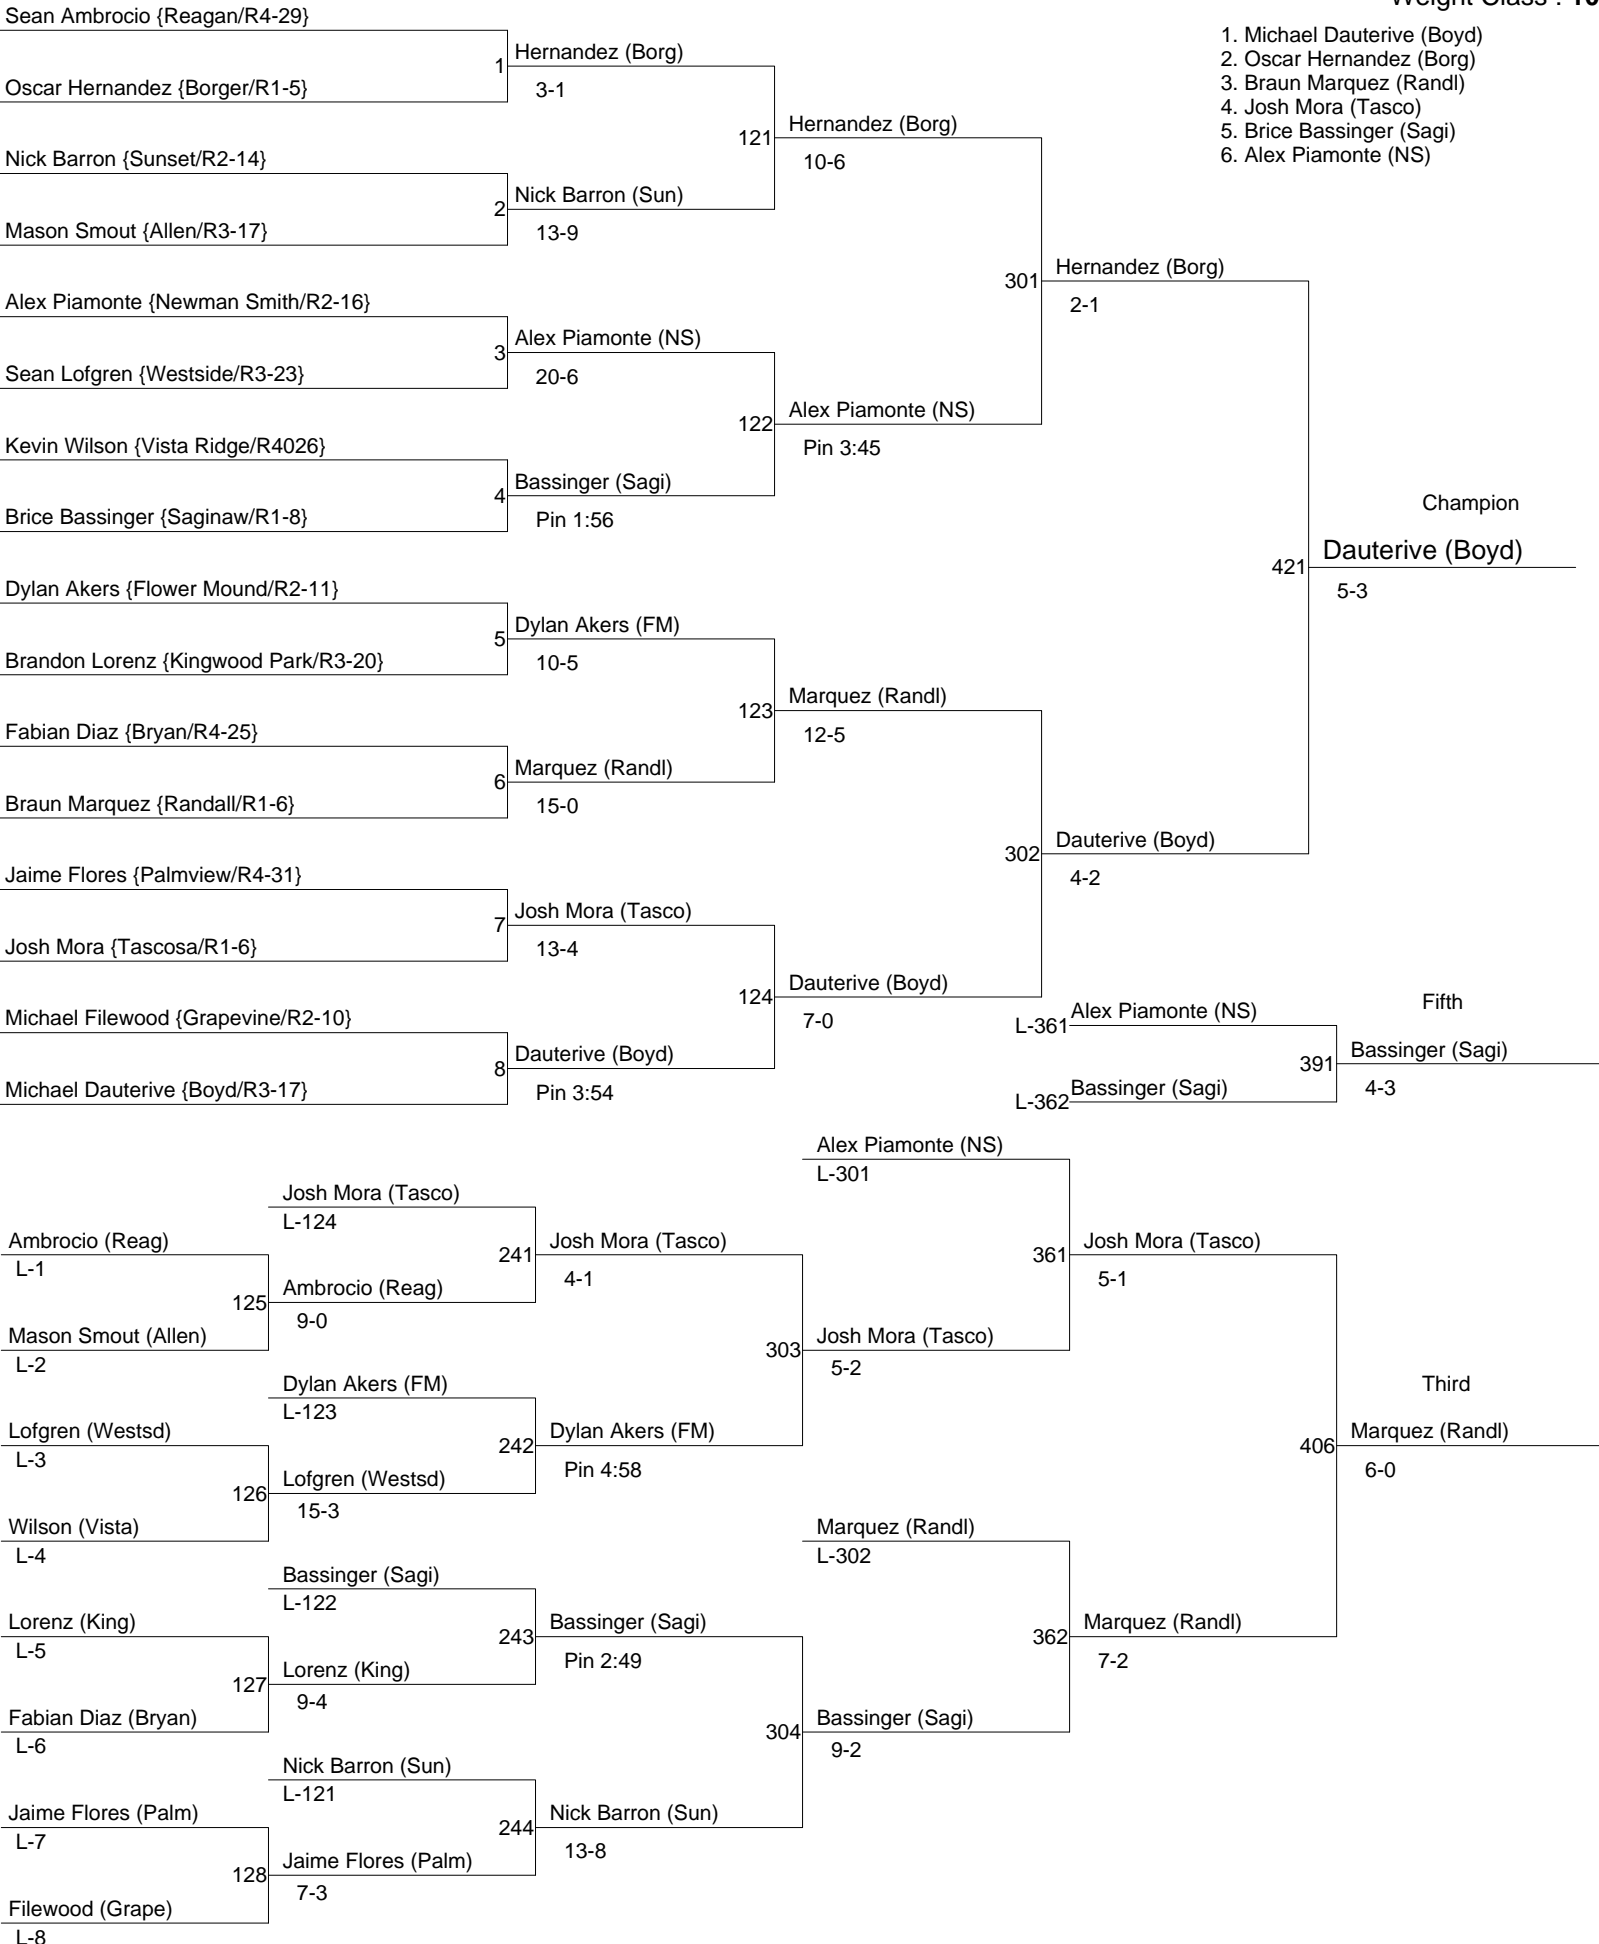 Weight Class : 10
1. Michael Dauterive (Boyd)
2. Oscar Hernandez (Borg)
3. Braun Marquez (Randl)
4. Josh Mora (Tasco)
5. Brice Bassinger (Sagi)
6. Alex Piamonte (NS)
Sean Ambrocio {Reagan/R4-29}
1
Hernandez (Borg)
3-1
Oscar Hernandez {Borger/R1-5}
121
Hernandez (Borg)
10-6
Nick Barron {Sunset/R2-14}
2
Nick Barron (Sun)
13-9
Mason Smout {Allen/R3-17}
301
Hernandez (Borg)
2-1
Alex Piamonte {Newman Smith/R2-16}
3
Alex Piamonte (NS)
20-6
Sean Lofgren {Westside/R3-23}
122
Alex Piamonte (NS)
Pin 3:45
Kevin Wilson {Vista Ridge/R4026}
4
Bassinger (Sagi)
Pin 1:56
Brice Bassinger {Saginaw/R1-8}
Champion
421
Dauterive (Boyd)
5-3
Dylan Akers {Flower Mound/R2-11}
5
Dylan Akers (FM)
10-5
Brandon Lorenz {Kingwood Park/R3-20}
123
Marquez (Randl)
12-5
Fabian Diaz {Bryan/R4-25}
6
Marquez (Randl)
15-0
Braun Marquez {Randall/R1-6}
302
Dauterive (Boyd)
4-2
Jaime Flores {Palmview/R4-31}
7
Josh Mora (Tasco)
13-4
Josh Mora {Tascosa/R1-6}
124
Dauterive (Boyd)
7-0
Michael Filewood {Grapevine/R2-10}
8
Dauterive (Boyd)
Pin 3:54
Michael Dauterive {Boyd/R3-17}
Fifth
L-361
Alex Piamonte (NS)
391
Bassinger (Sagi)
4-3
L-362
Bassinger (Sagi)
Alex Piamonte (NS)
L-301
Josh Mora (Tasco)
L-124
Ambrocio (Reag)
L-1
241
Josh Mora (Tasco)
4-1
361
Josh Mora (Tasco)
5-1
125
Ambrocio (Reag)
9-0
Mason Smout (Allen)
L-2
303
Josh Mora (Tasco)
5-2
Dylan Akers (FM)
L-123
Third
Lofgren (Westsd)
L-3
242
Dylan Akers (FM)
Pin 4:58
406
Marquez (Randl)
6-0
126
Lofgren (Westsd)
15-3
Wilson (Vista)
L-4
Marquez (Randl)
L-302
Bassinger (Sagi)
L-122
Lorenz (King)
L-5
243
Bassinger (Sagi)
Pin 2:49
362
Marquez (Randl)
7-2
127
Lorenz (King)
9-4
Fabian Diaz (Bryan)
L-6
304
Bassinger (Sagi)
9-2
Nick Barron (Sun)
L-121
Jaime Flores (Palm)
L-7
244
Nick Barron (Sun)
13-8
128
Jaime Flores (Palm)
7-3
Filewood (Grape)
L-8